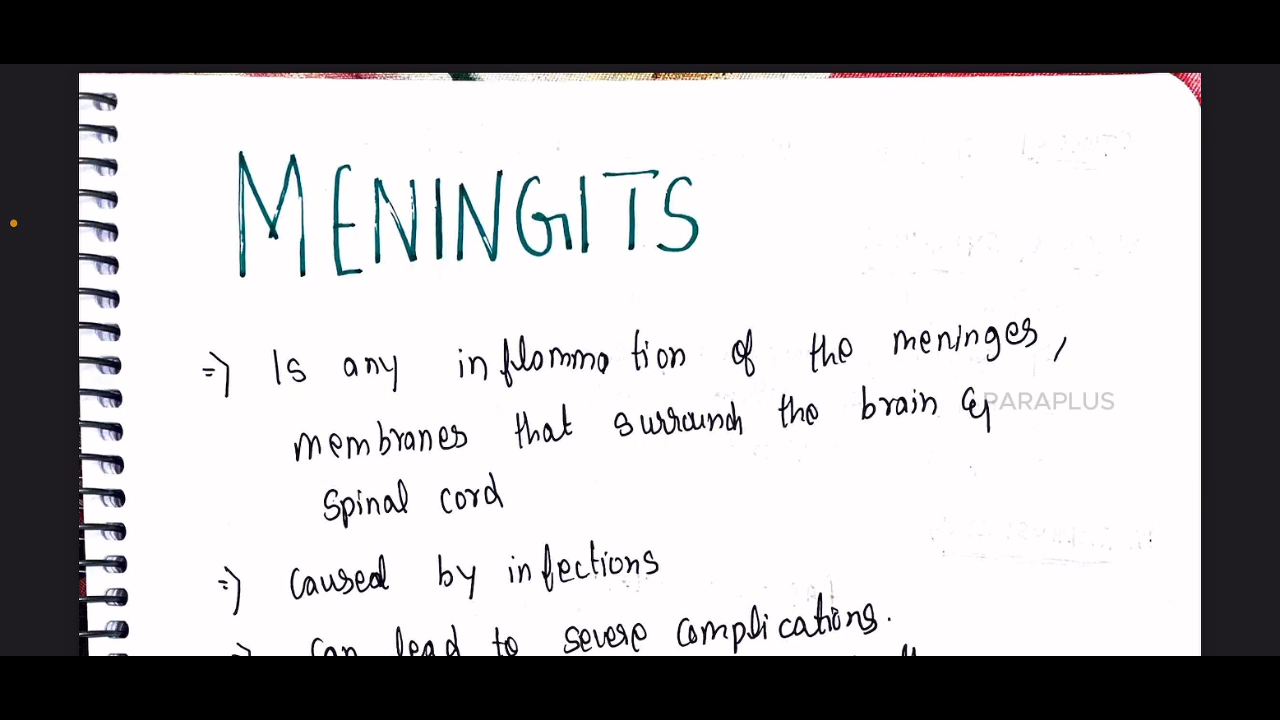 MENINGITS
=) Is any inflammation of the meninges,
membranes that surround the brain &
PARAPLUS
spinal cord
=) caused by infections
=) can lead to severe complications.